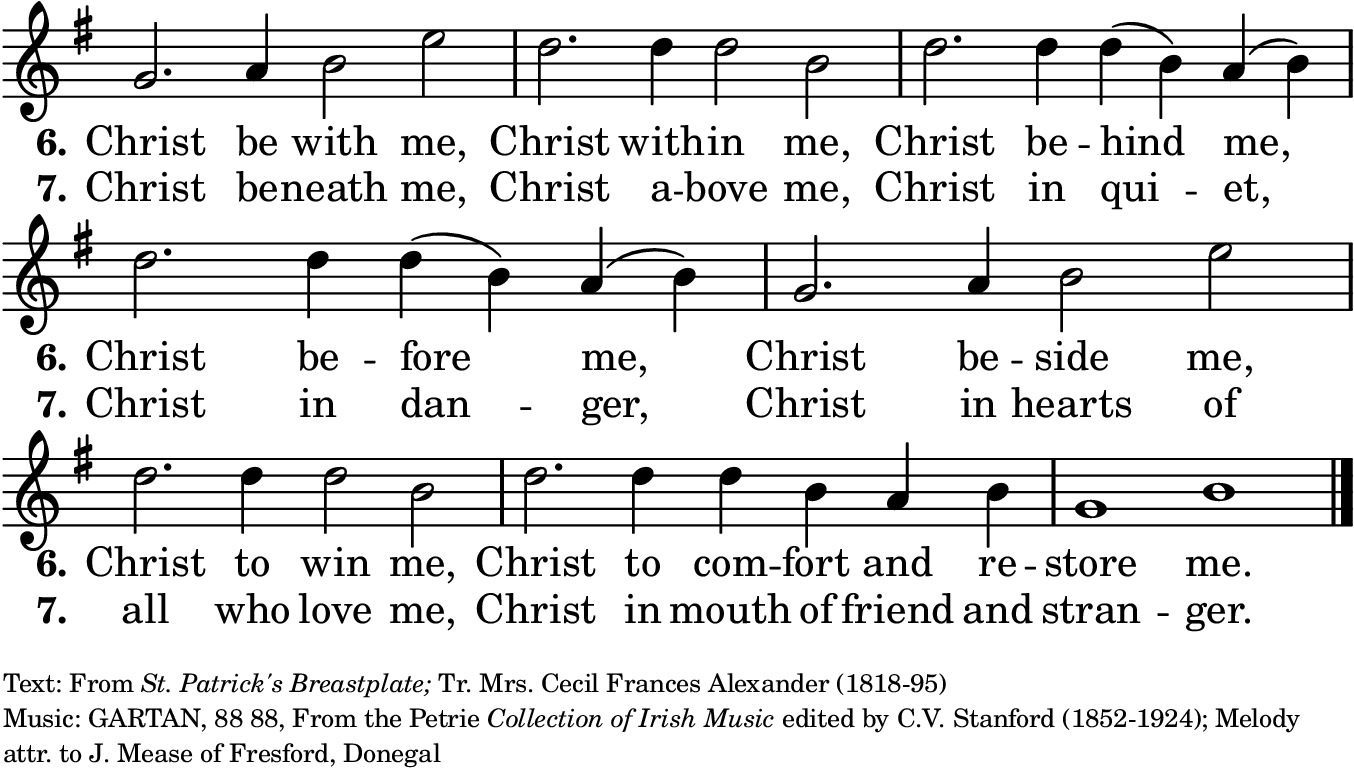 6. Christ be with me, Christ within me, Christ be -- hind me,
7. Christ beneath me, Christ a -- bove me, Christ in qui -- et,
6. Christ be -- fore me, Christ be -- side me,
7. Christ in dan -- ger, Christ in hearts of
6. Christ to win me, Christ to com -- fort and re -- store me.
7. all who love me, Christ in mouth of friend and stran -- ger.
Text: From St. Patrick's Breastplate; Tr. Mrs. Cecil Frances Alexander (1818-95)
Music: GARTAN, 88 88, From the Petrie Collection of Irish Music edited by C.V. Stanford (1852-1924); Melody
attr. to J. Mease of Fresford, Donegal